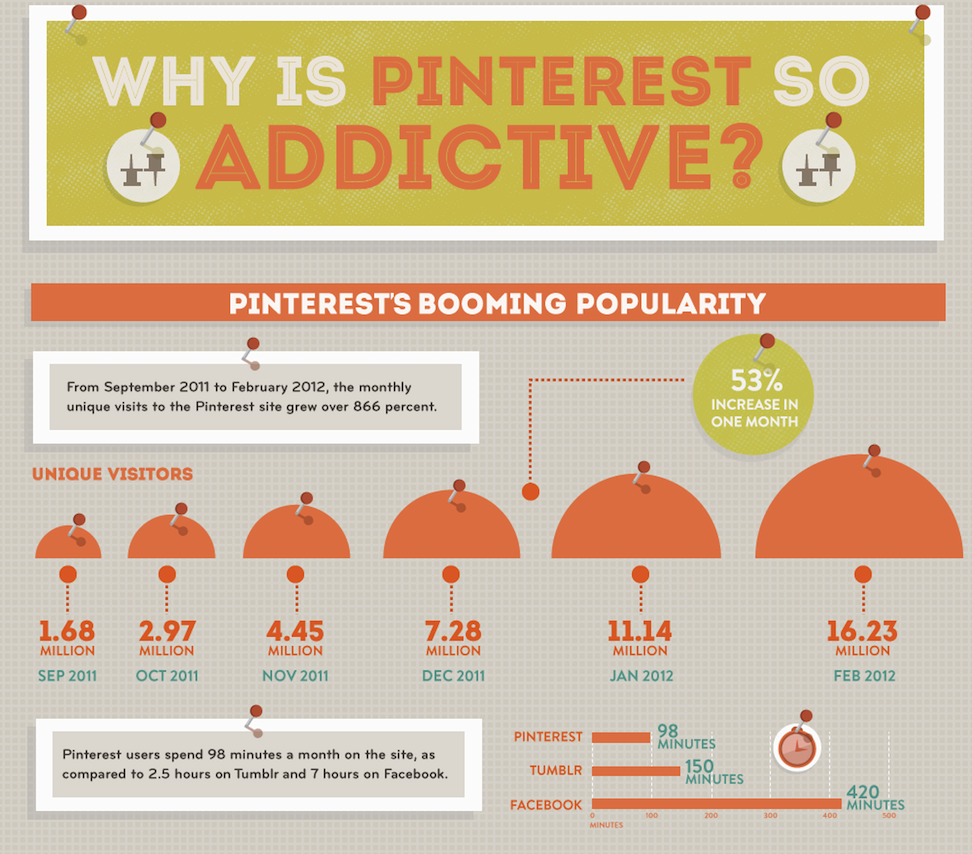 WHY IS PINTEREST SO
ADDICTIVE?
PINTEREST'S BOOMING POPULARITY
From September 2011 to February 2012, the monthly
unique visits to the Pinterest site grew over 866 percent.
53%
INCREASE IN
ONE MONTH
UNIQUE VISITORS
1.68
MILLION
SEP 2011
2.97
MILLION
OCT 2011
4.45
MILLION
NOV 2011
7.28
MILLION
DEC 2011
11.14
MILLION
JAN 2012
16.23
MILLION
FEB 2012
Pinterest users spend 98 minutes a month on the site, as
compared to 2.5 hours on Tumblr and 7 hours on Facebook.
PINTEREST
98
MINUTES
TUMBLR
150
MINUTES
FACEBOOK
420
MINUTES
0 100 200 300 400 500
MINUTES